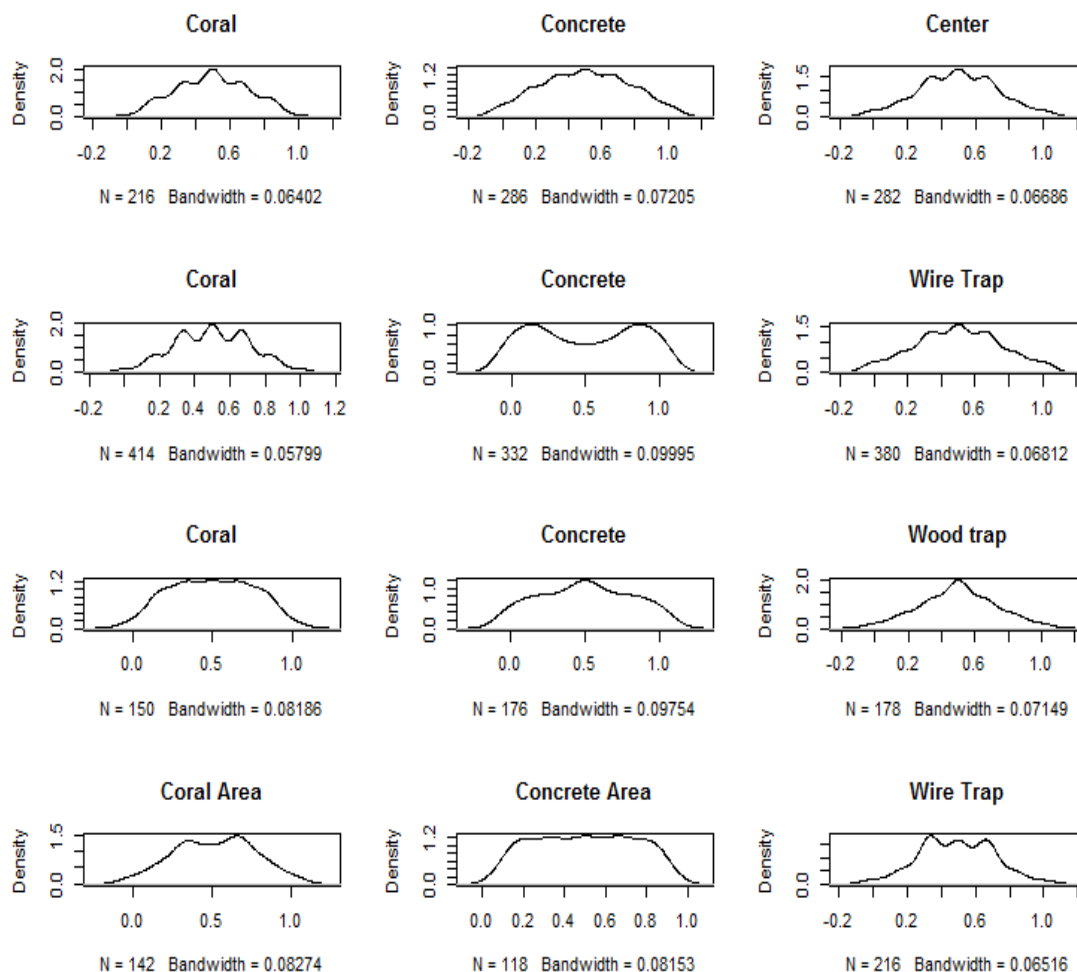 Coral Concrete Center
Density 0.0 2.0 Density 0.0 1.2 Density 0.0 1.5
-0.2 0.2 0.6 1.0 -0.2 0.2 0.6 1.0 -0.2 0.2 0.6 1.0
N = 216 Bandwidth = 0.06402 N = 286 Bandwidth = 0.07205 N = 282 Bandwidth = 0.06686
Coral Concrete Wire Trap
Density 0.0 2.0 Density 0.0 1.0 Density 0.0 1.5
-0.2 0.2 0.4 0.6 0.8 1.0 1.2 0.0 0.5 1.0 -0.2 0.2 0.6 1.0
N = 414 Bandwidth = 0.05799 N = 332 Bandwidth = 0.09995 N = 380 Bandwidth = 0.06812
Coral Concrete Wood trap
Density 0.0 1.2 Density 0.0 1.0 Density 0.0 2.0
0.0 0.5 1.0 0.0 0.5 1.0 -0.2 0.2 0.6 1.0
N = 150 Bandwidth = 0.08186 N = 176 Bandwidth = 0.09754 N = 178 Bandwidth = 0.07149
Coral Area Concrete Area Wire Trap
Density 0.0 1.5 Density 0.0 1.2 Density 0.0
0.0 0.5 1.0 0.0 0.2 0.4 0.6 0.8 1.0 -0.2 0.2 0.6 1.0
N = 142 Bandwidth = 0.08274 N = 118 Bandwidth = 0.08153 N = 216 Bandwidth = 0.06516